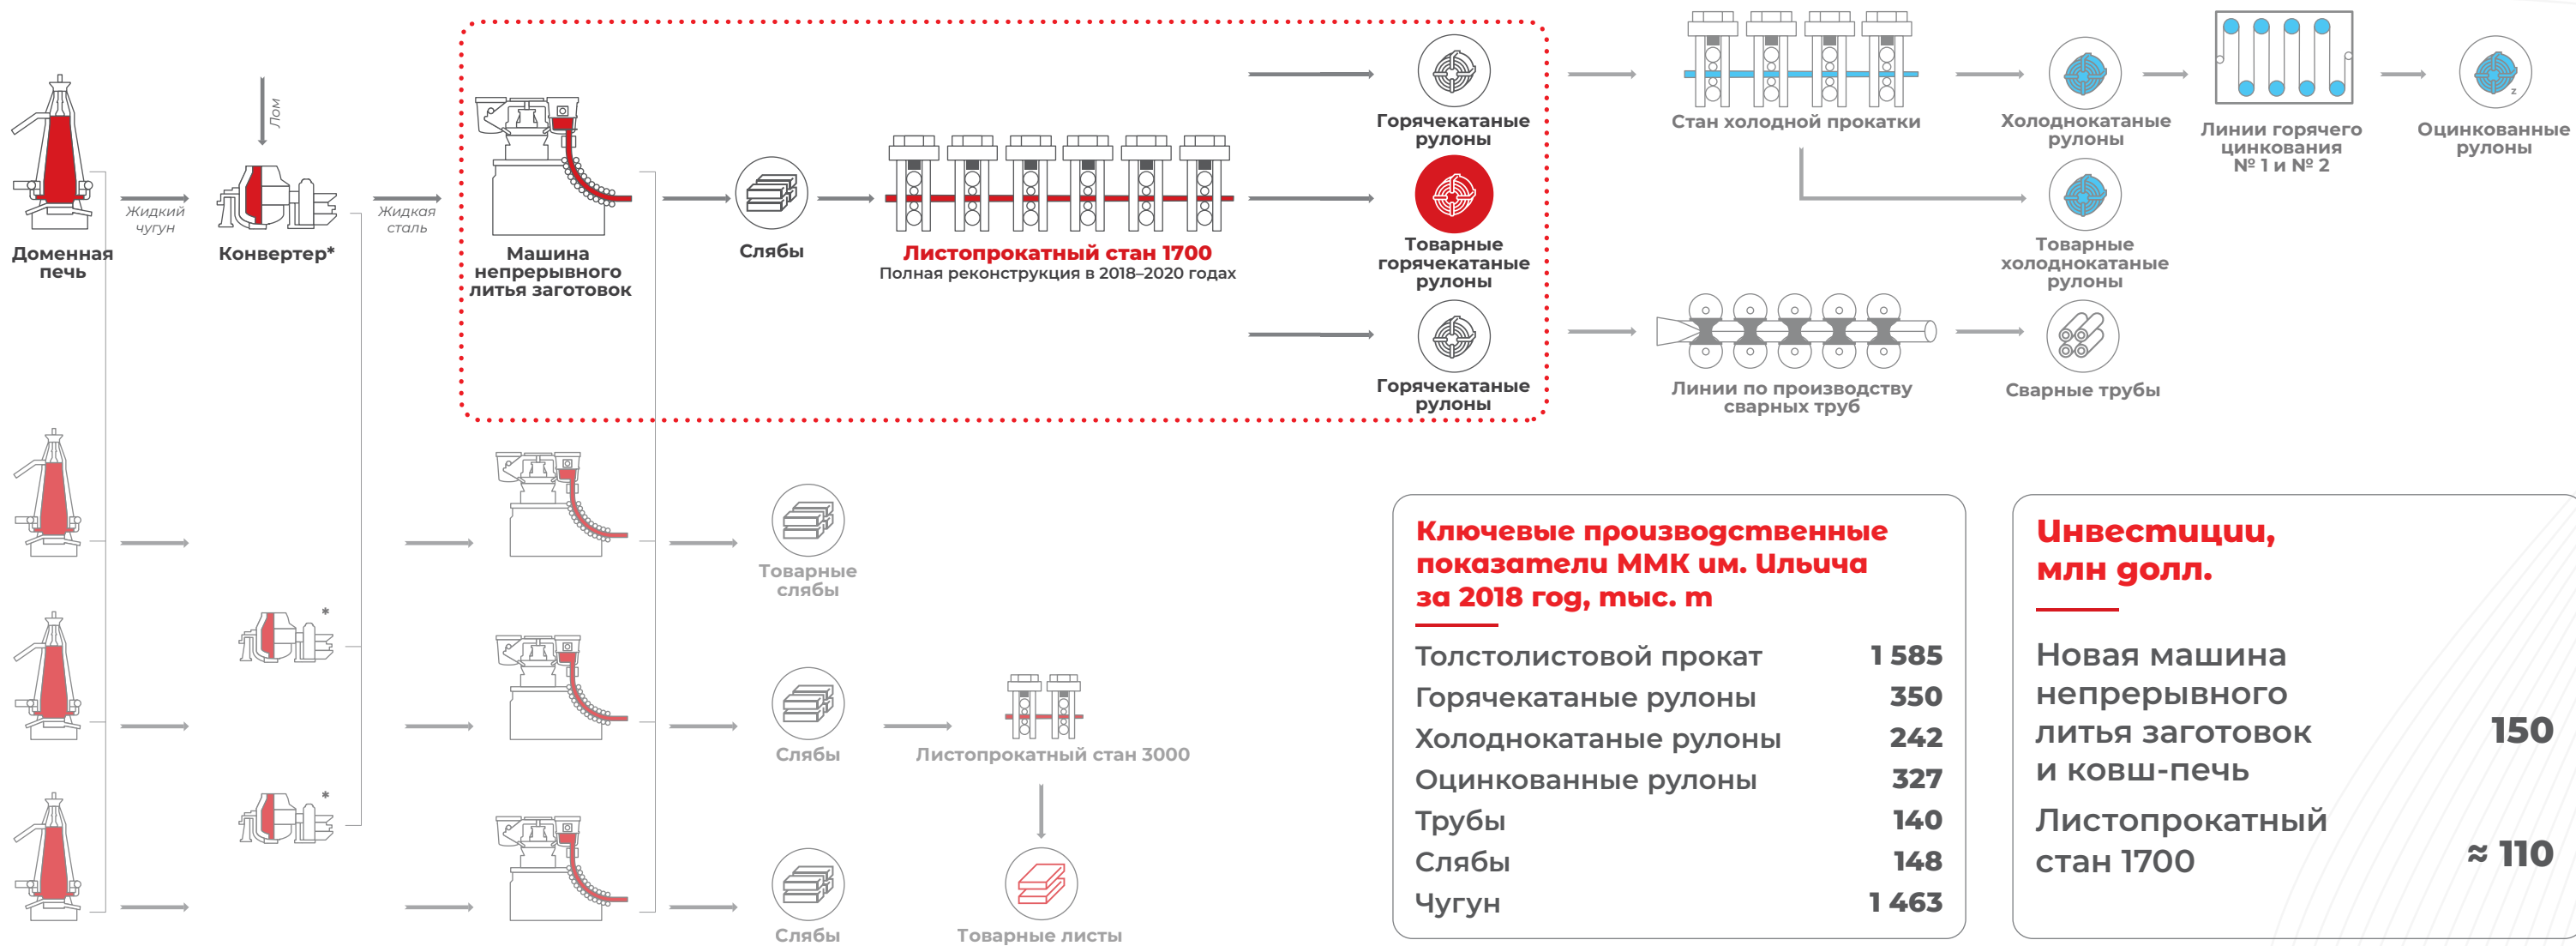 Лом
Жидкий
чугун
Жидкая
сталь
Доменная
печь
Конвертер*
Машина
непрерывного
литья заготовок
Слябы
Листопрокатный стан 1700
Полная реконструкция в 2018–2020 годах
Горячекатаные
рулоны
Товарные
горячекатаные
рулоны
Горячекатаные
рулоны
Стан холодной прокатки
Холоднокатаные
рулоны
Линии горячего
цинкования
№ 1 и № 2
z
Оцинкованные
рулоны
Товарные
холоднокатаные
рулоны
Линии по производству
сварных труб
Сварные трубы
Товарные
слябы
*
Слябы
Листопрокатный стан 3000
*
Слябы
Товарные листы
Ключевые производственные
показатели ММК им. Ильича
за 2018 год, тыс. т
Толстолистовой прокат 1 585
Горячекатаные рулоны 350
Холоднокатаные рулоны 242
Оцинкованные рулоны 327
Трубы 140
Слябы 148
Чугун 1 463
Инвестиции,
млн долл.
Новая машина
непрерывного
литья заготовок 150
и ковш-печь
Листопрокатный
стан 1700 ≈ 110